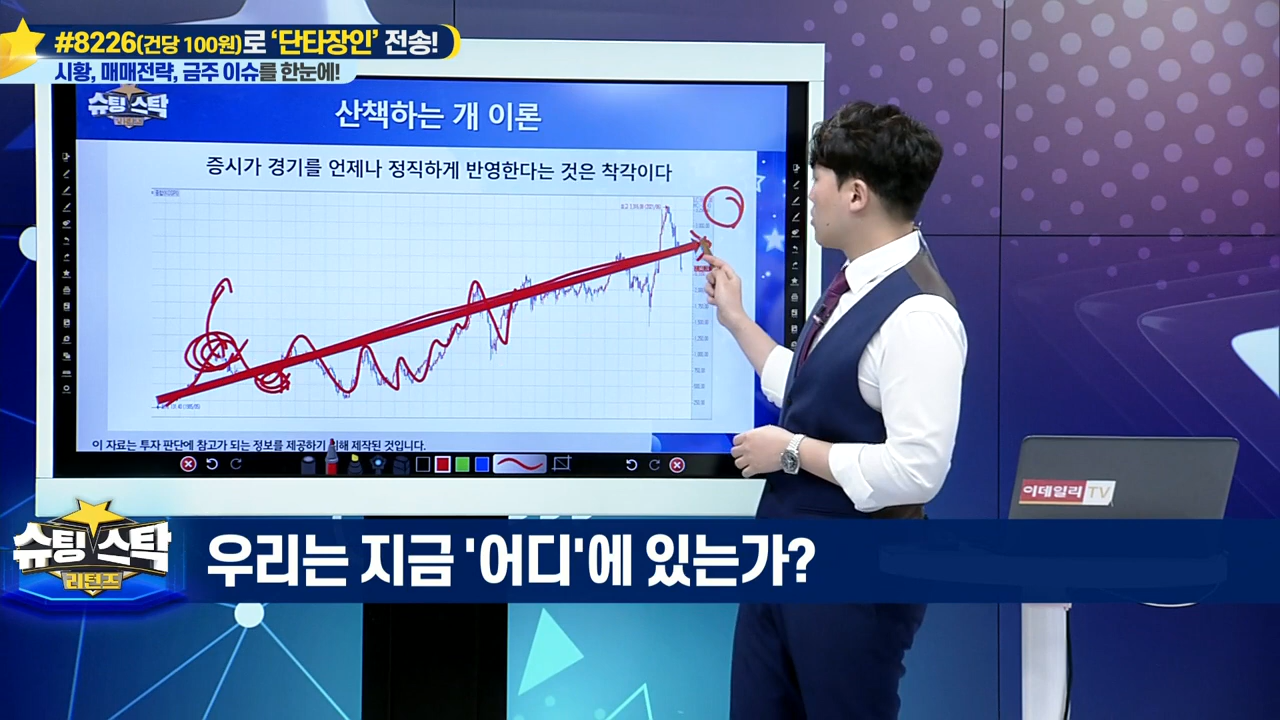 #8226(건당 100원)로 '단타장인' 전송!
시황, 매매전략, 금주 이슈를 한눈에!
슈팅 스탁
리턴즈
산책하는 개 이론
증시가 경기를 언제나 정직하게 반영한다는 것은 착각이다
이 자료는 투자 판단에 참고가 되는 정보를 제공하기 위해 제작된 것입니다.
이데일리 TV
슈팅 스탁
리턴즈
우리는 지금 '어디'에 있는가?